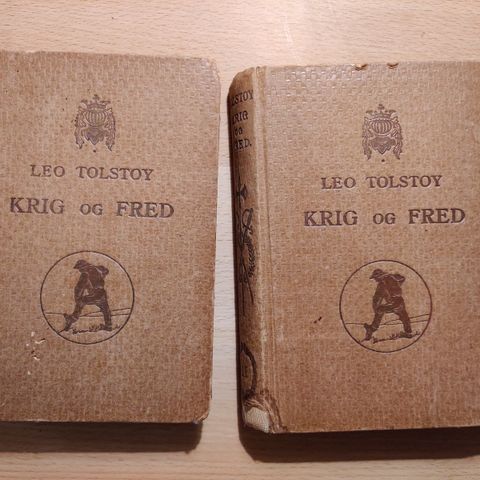 LEO TOLSTOY
KRIG OG FRED
TOLSTOY
KRIG
OG
FRED.
LEO TOLSTOY
KRIG OG FRED